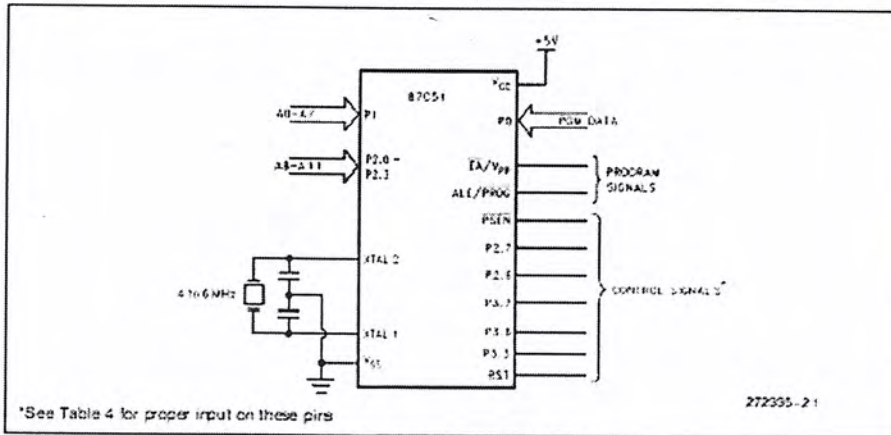 +5V
87C51
VCC
A0-A7
P1
P0
PGM DATA
A8-A11
P2.0 -
P2.3
EA/VPP
ALE/PROG
PROGRAM
SIGNALS
PSEN
P2.7
XTAL 2
P2.6
4 to 6 MHz
CONTROL SIGNALS*
P3.7
XTAL 1
P3.6
VSS
P3.3
RST
*See Table 4 for proper input on these pins
272335-21